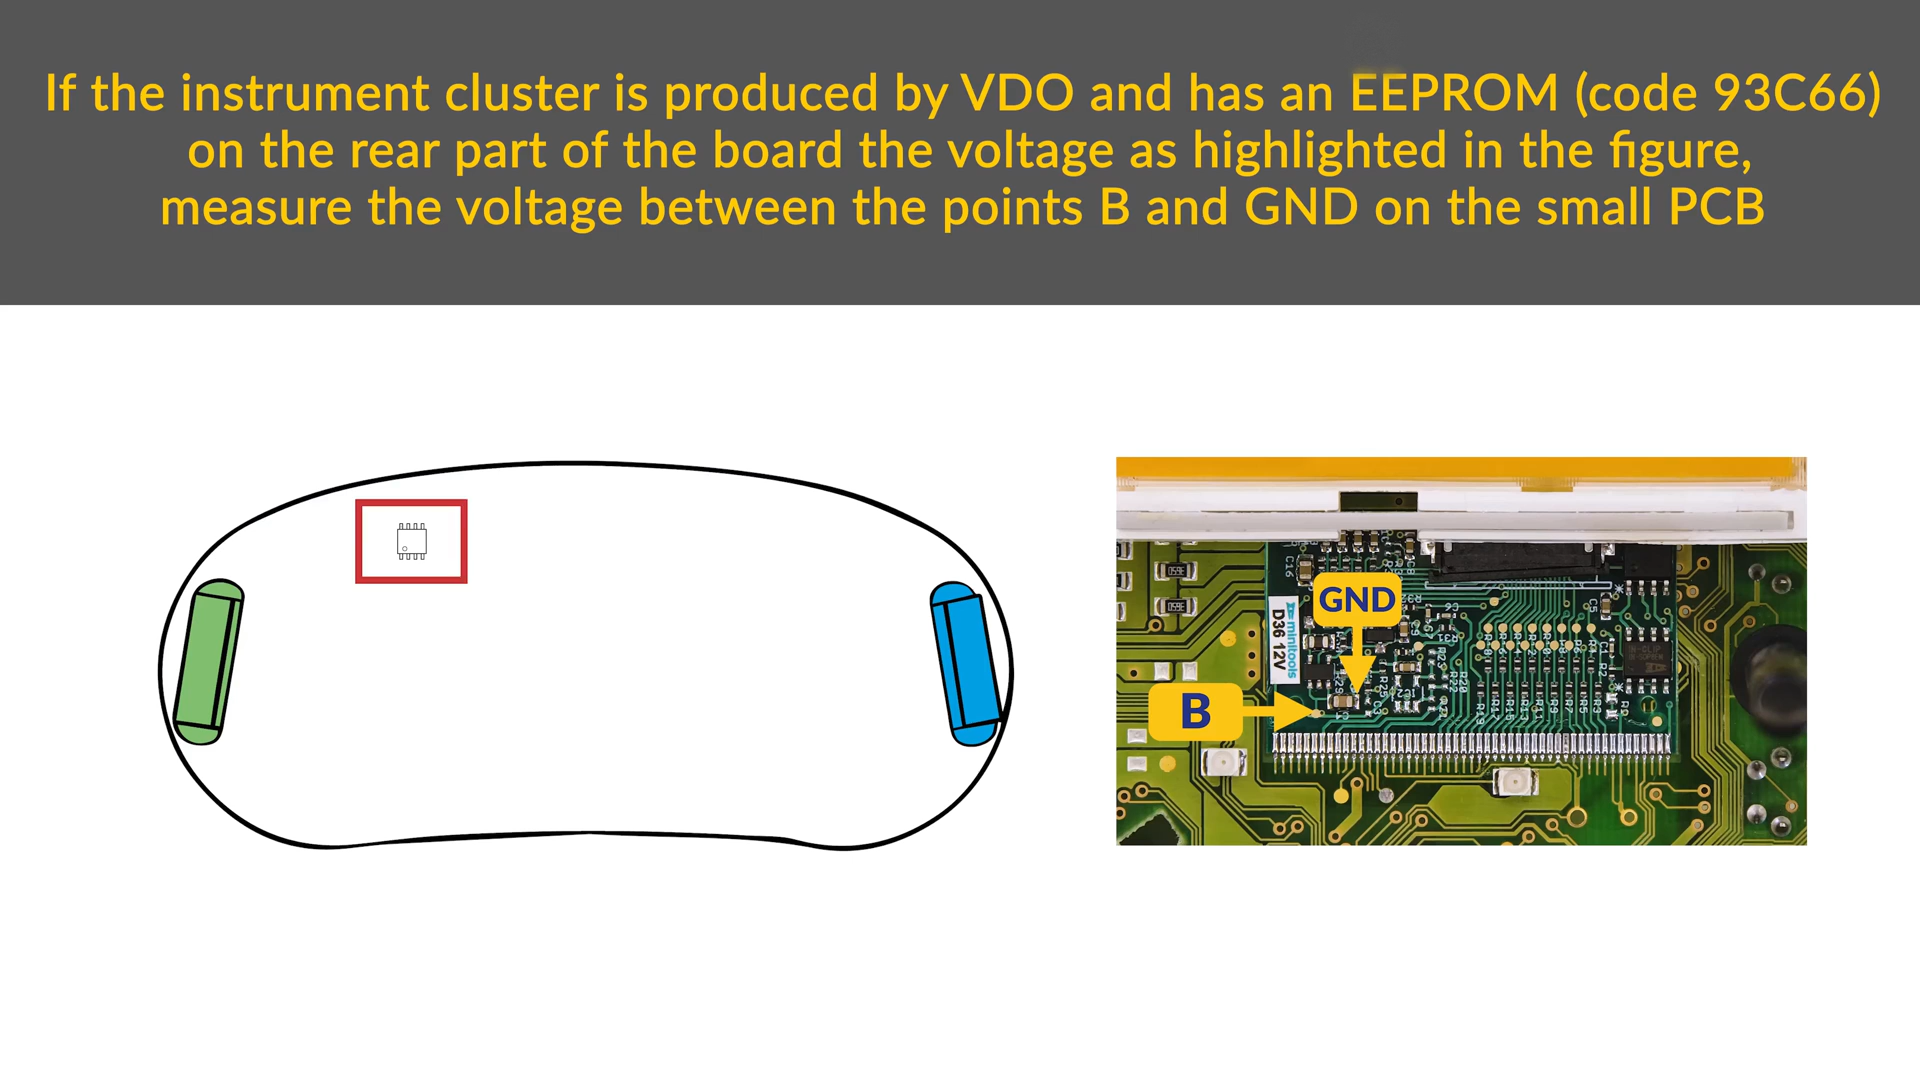 If the instrument cluster is produced by VDO and has an EEPROM (code 93C66)
on the rear part of the board the voltage as highlighted in the figure,
measure the voltage between the points B and GND on the small PCB
GND
B
minitools
D36 12V
C16